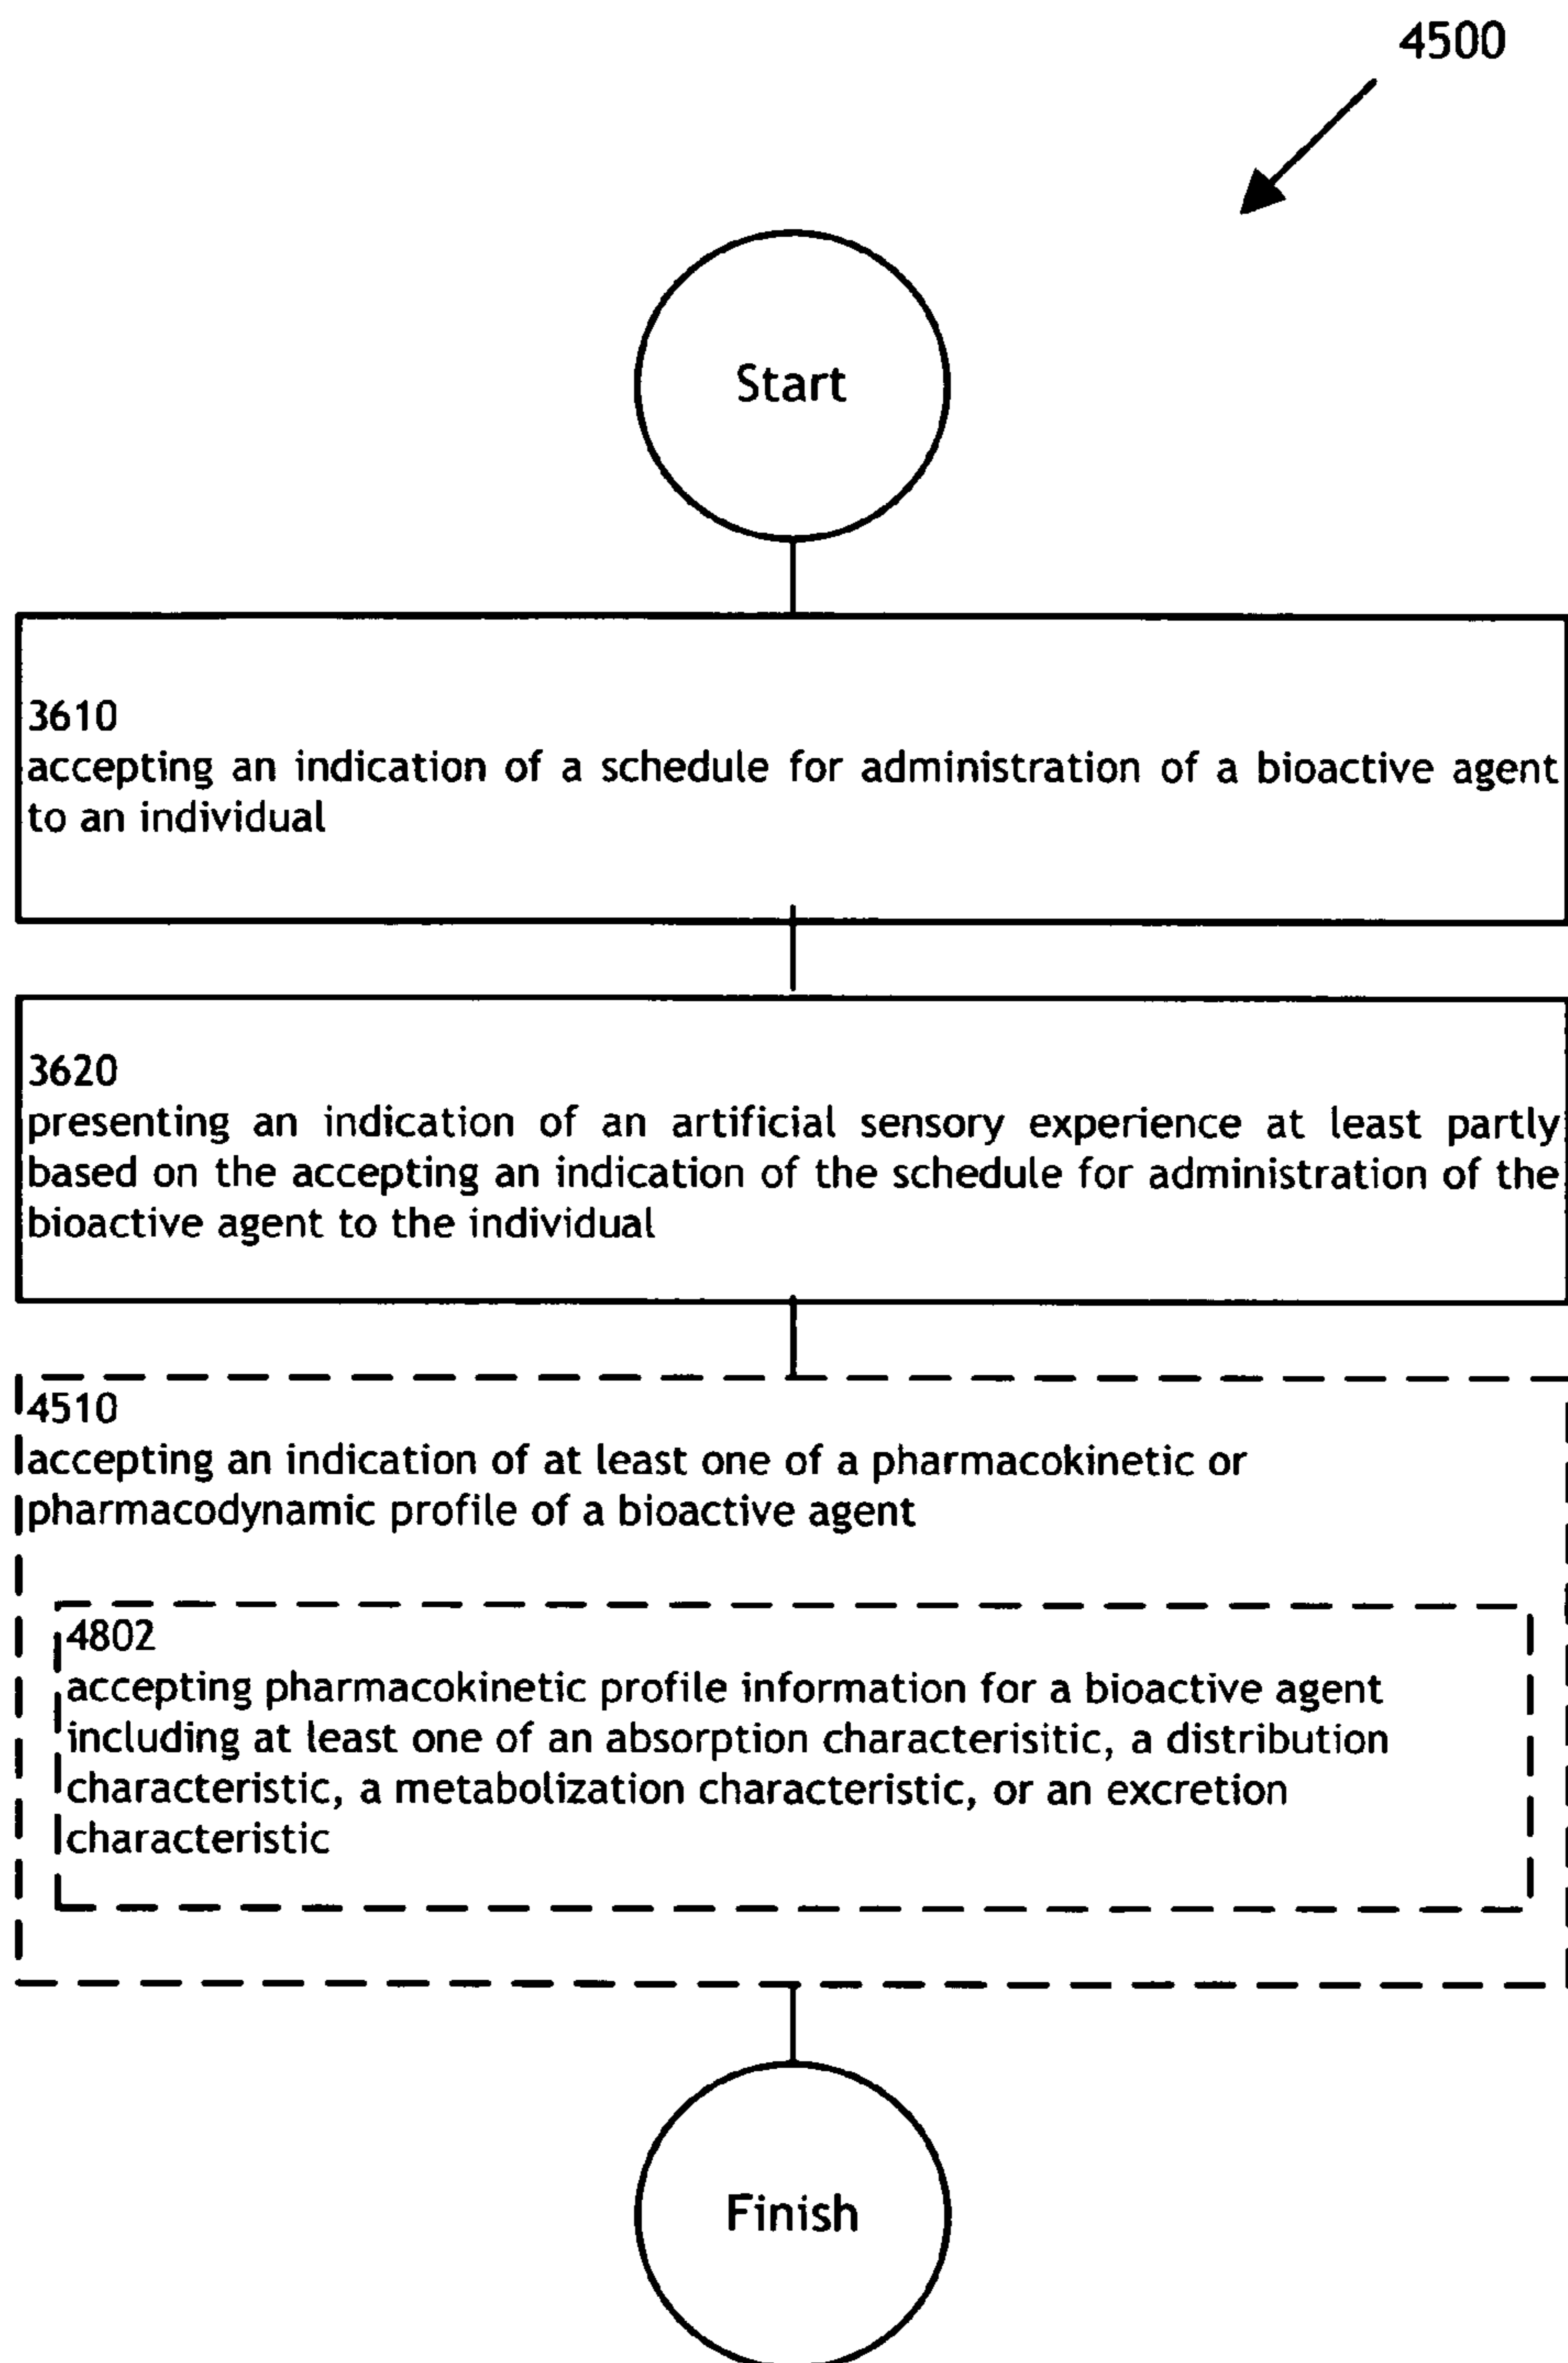 4500
Start
3610
accepting an indication of a schedule for administration of a bioactive agent
to an individual
3620
presenting an indication of an artificial sensory experience at least partly
based on the accepting an indication of the schedule for administration of the
bioactive agent to the individual
4510
accepting an indication of at least one of a pharmacokinetic or
pharmacodynamic profile of a bioactive agent
4802
accepting pharmacokinetic profile information for a bioactive agent
including at least one of an absorption characterisitic, a distribution
characteristic, a metabolization characteristic, or an excretion
characteristic
Finish